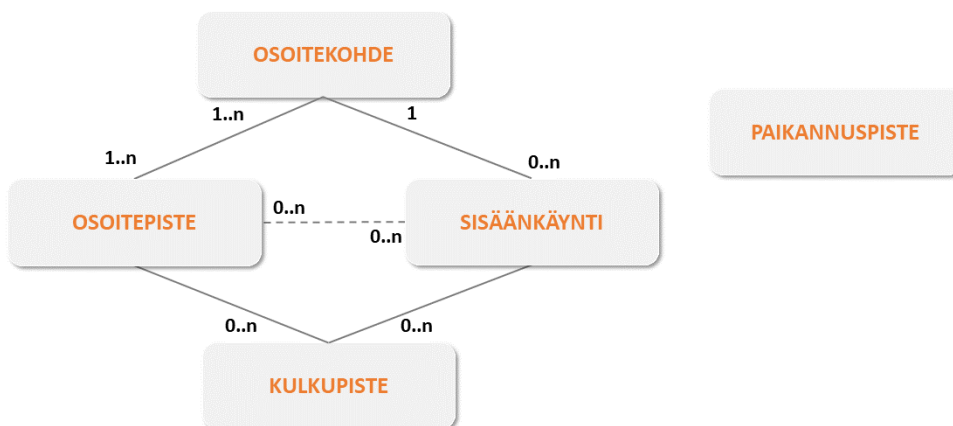 OSOITEKOHDE
1..n
1
PAIKANNUSPISTE
1..n
0..n
OSOITEPISTE
0..n
0..n
SISÄÄNKÄYNTI
0..n
0..n
KULKUPISTE